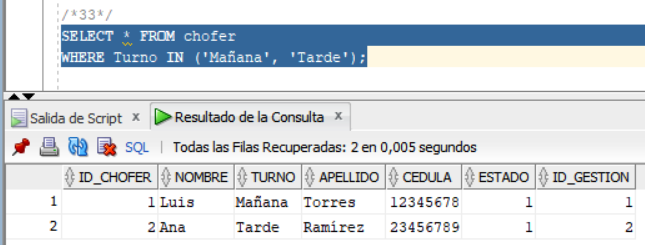 /*33*/
SELECT * FROM chofer
WHERE Turno IN ('Mañana', 'Tarde');
Salida de Script x Resultado de la Consulta x
SQL | Todas las Filas Recuperadas: 2 en 0,005 segundos
ID_CHOFER NOMBRE TURNO APELLIDO CEDULA ESTADO ID_GESTION
1 1 Luis Mañana Torres 12345678 1 1
2 2 Ana Tarde Ramírez 23456789 1 2